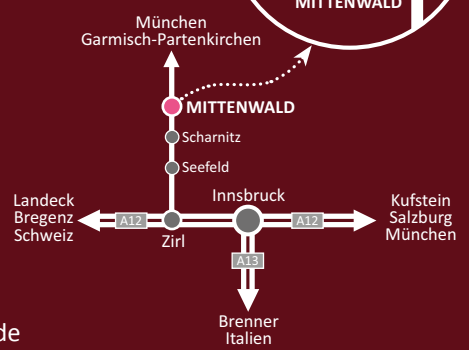 MITTENWALD
München
Garmisch-Partenkirchen
MITTENWALD
Scharnitz
Seefeld
Landeck
Bregenz
Schweiz
A12
Zirl
Innsbruck
A12
Kufstein
Salzburg
München
A13
Brenner
Italien
de